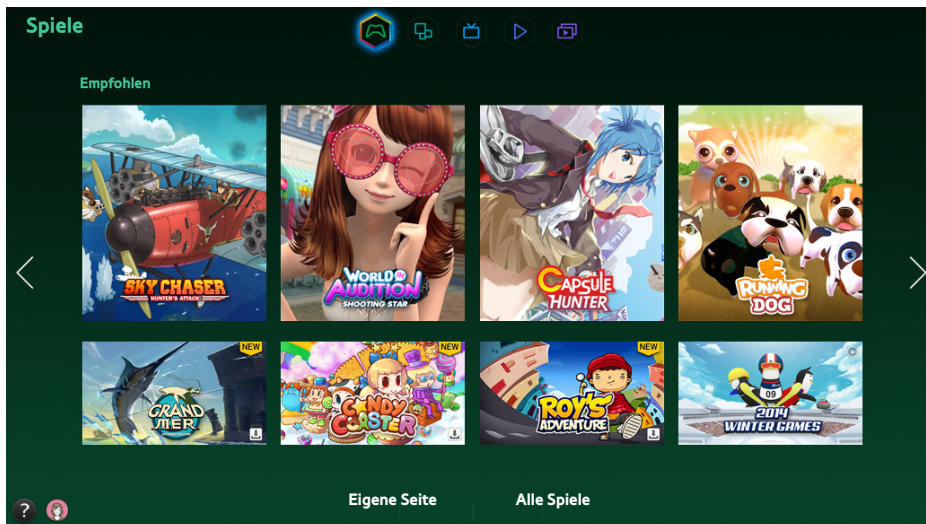 Spiele
Empfohlen
SKY CHASER
HUNTER'S ATTACK
WORLD IN
AUDITION
SHOOTING STAR
CAPSULE
HUNTER
RUNNING
DOG
NEW
GRAND
MER
NEW
CANDY
COASTER
NEW
ROY'S
ADVENTURE
09
2014
WINTER GAMES
Eigene Seite
Alle Spiele
?